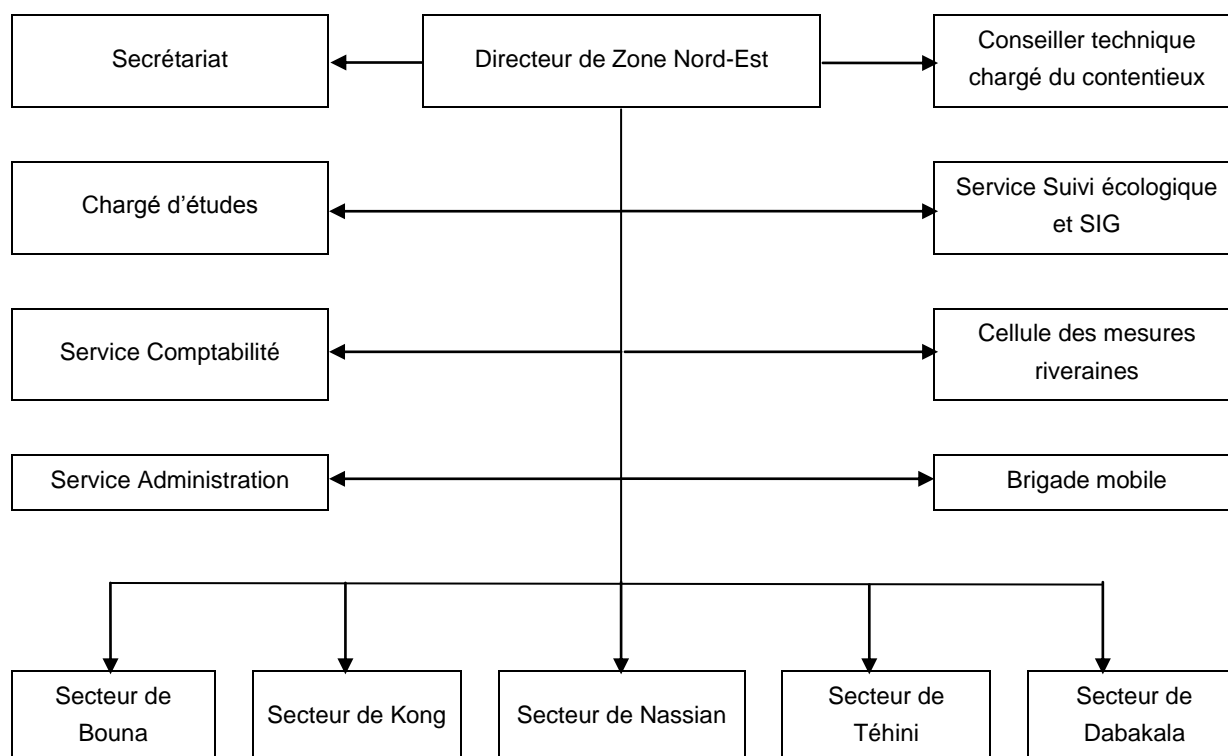 Secrétariat
Directeur de Zone Nord-Est
Conseiller technique
chargé du contentieux
Chargé d’études
Service Suivi écologique
et SIG
Service Comptabilité
Cellule des mesures
riveraines
Service Administration
Brigade mobile
Secteur de
Bouna
Secteur de Kong
Secteur de Nassian
Secteur de
Téhini
Secteur de
Dabakala